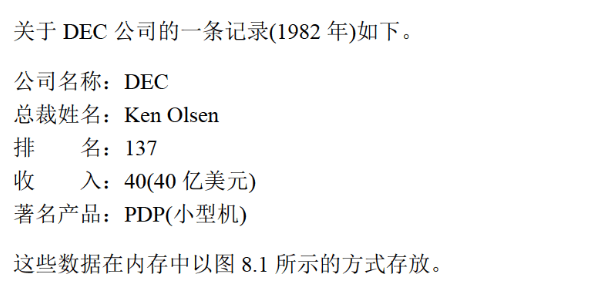 关于 DEC 公司的一条记录(1982 年)如下。
公司名称：DEC
总裁姓名：Ken Olsen
排　　名：137
收　　入：40(40 亿美元)
著名产品：PDP(小型机)
这些数据在内存中以图 8.1 所示的方式存放。